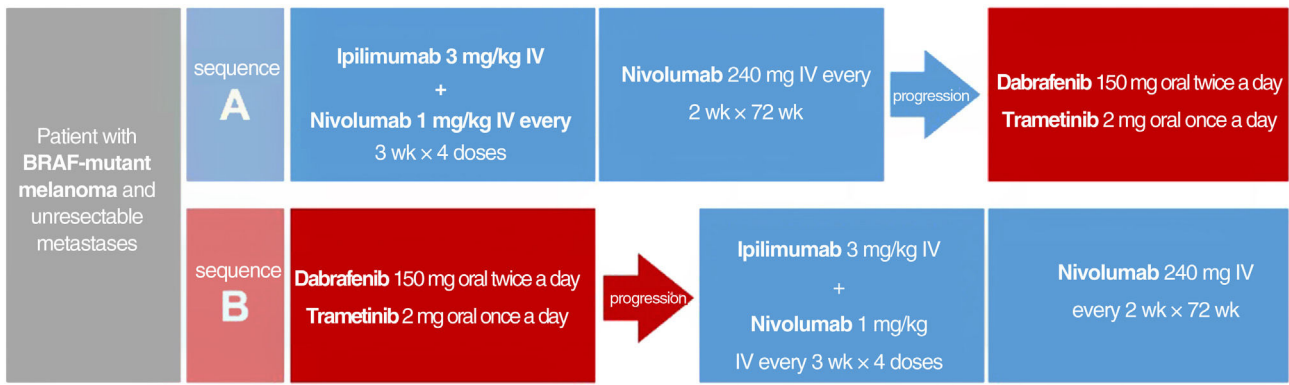 Patient with
BRAF-mutant
melanoma and
unresectable
metastases
sequence
A
Ipilimumab 3 mg/kg IV
+
Nivolumab 1 mg/kg IV every
3 wk × 4 doses
Nivolumab 240 mg IV every
2 wk × 72 wk
progression
Dabrafenib 150 mg oral twice a day
Trametinib 2 mg oral once a day
sequence
B
Dabrafenib 150 mg oral twice a day
Trametinib 2 mg oral once a day
progression
Ipilimumab 3 mg/kg IV
+
Nivolumab 1 mg/kg
IV every 3 wk × 4 doses
Nivolumab 240 mg IV
every 2 wk × 72 wk